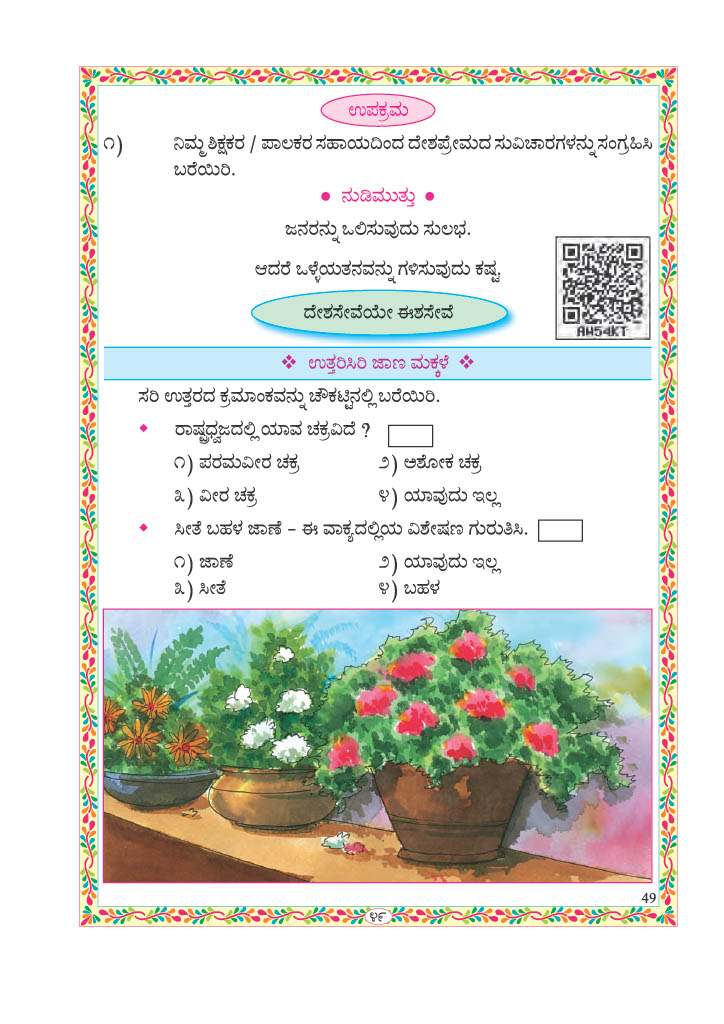 ಉಪಕ್ರಮ
೧) ನಿಮ್ಮ ಶಿಕ್ಷಕರ / ಪಾಲಕರ ಸಹಾಯದಿಂದ ದೇಶಪ್ರೇಮದ ಸುವಿಚಾರಗಳನ್ನು ಸಂಗ್ರಹಿಸಿ
ಬರೆಯಿರಿ.
● ನುಡಿಮುತ್ತು ●
ಜನರನ್ನು ಒಲಿಸುವುದು ಸುಲಭ.
ಆದರೆ ಒಳ್ಳೆಯತನವನ್ನು ಗಳಿಸುವುದು ಕಷ್ಟ.
ದೇಶಸೇವೆಯೇ ಈಶಸೇವೆ
AW54KT
❖ ಉತ್ತರಿಸಿರಿ ಜಾಣ ಮಕ್ಕಳೆ ❖
ಸರಿ ಉತ್ತರದ ಕ್ರಮಾಂಕವನ್ನು ಚೌಕಟ್ಟಿನಲ್ಲಿ ಬರೆಯಿರಿ.
◆ ರಾಷ್ಟ್ರಧ್ವಜದಲ್ಲಿ ಯಾವ ಚಕ್ರವಿದೆ ?
೧) ಪರಮವೀರ ಚಕ್ರ ೨) ಅಶೋಕ ಚಕ್ರ
೩) ವೀರ ಚಕ್ರ ೪) ಯಾವುದು ಇಲ್ಲ
◆ ಸೀತೆ ಬಹಳ ಜಾಣೆ – ಈ ವಾಕ್ಯದಲ್ಲಿಯ ವಿಶೇಷಣ ಗುರುತಿಸಿ.
೧) ಜಾಣೆ ೨) ಯಾವುದು ಇಲ್ಲ
೩) ಸೀತೆ ೪) ಬಹಳ
49
೪೯